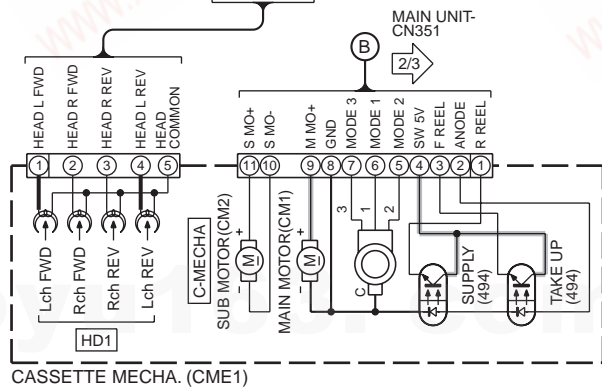 MAIN UNIT-
CN351
B
2/3
HEAD L FWD
HEAD R FWD
HEAD R REV
HEAD L REV
HEAD
COMMON
S MO+
S MO-
M MO+
GND
MODE 3
MODE 1
MODE 2
SW 5V
F REEL
ANODE
R REEL
1
2
3
4
5
11
10
9
8
7
6
5
4
3
2
1
Lch FWD
Rch FWD
Rch REV
Lch REV
HD1
C-MECHA
SUB MOTOR(CM2)
+
M
-
MAIN MOTOR(CM1)
+
M
-
3
1
2
C
SUPPLY
(494)
TAKE UP
(494)
CASSETTE MECHA. (CME1)